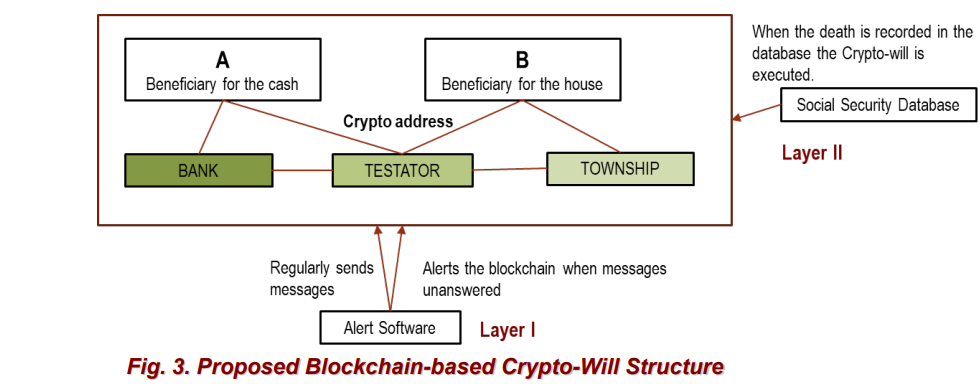 A
Beneficiary for the cash
B
Beneficiary for the house
When the death is recorded in the
database the Crypto-will is
executed.
Social Security Database
Layer II
Crypto address
BANK
TESTATOR
TOWNSHIP
Regularly sends
messages
Alerts the blockchain when messages
unanswered
Alert Software
Layer I
Fig. 3. Proposed Blockchain-based Crypto-Will Structure